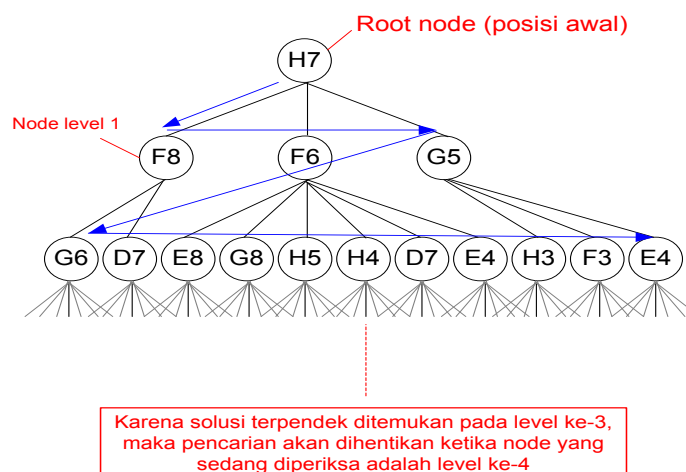 Root node (posisi awal)
H7
Node level 1
F8
F6
G5
G6
D7
E8
G8
H5
H4
D7
E4
H3
F3
E4
Karena solusi terpendek ditemukan pada level ke-3,
maka pencarian akan dihentikan ketika node yang
sedang diperiksa adalah level ke-4